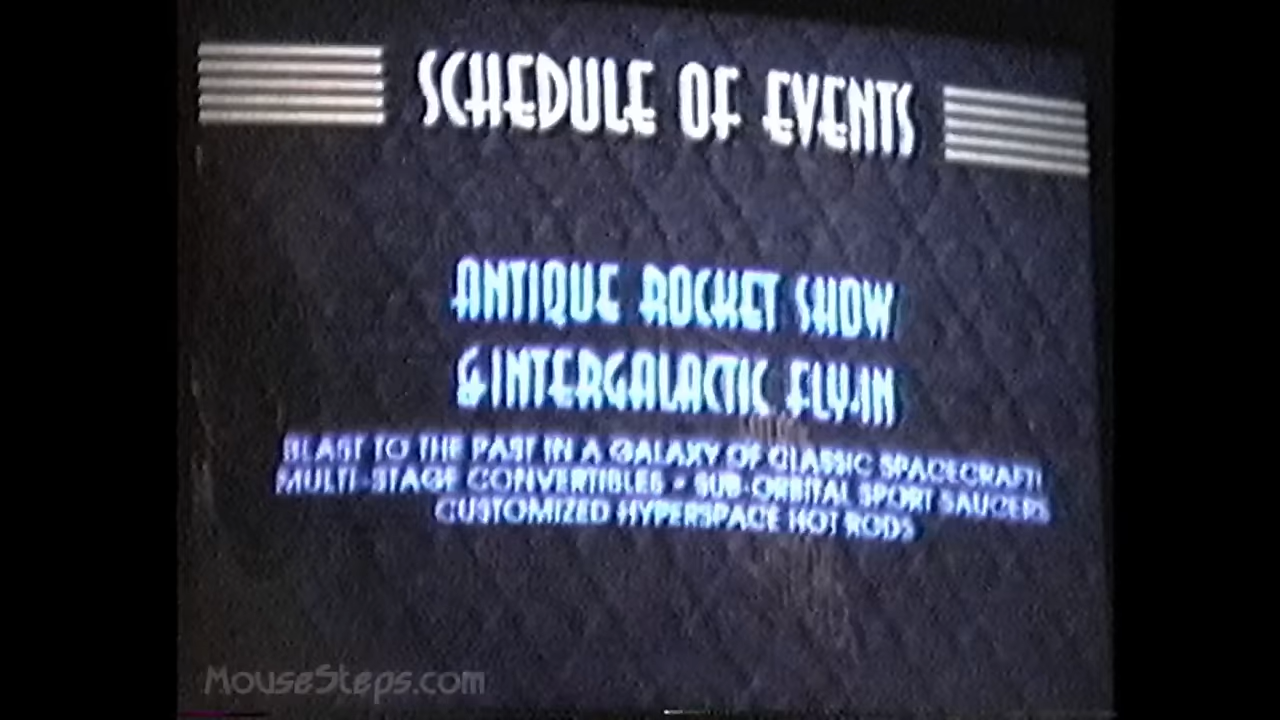 SCHEDULE OF EVENTS
ANTIQUE ROCKET SHOW
& INTERGALACTIC FLY-IN
BLAST TO THE PAST IN A GALAXY OF CLASSIC SPACECRAFT!
MULTI-STAGE CONVERTIBLES • SUB-ORBITAL SPORT SAUCERS
CUSTOMIZED HYPERSPACE HOT RODS
MouseSteps.com